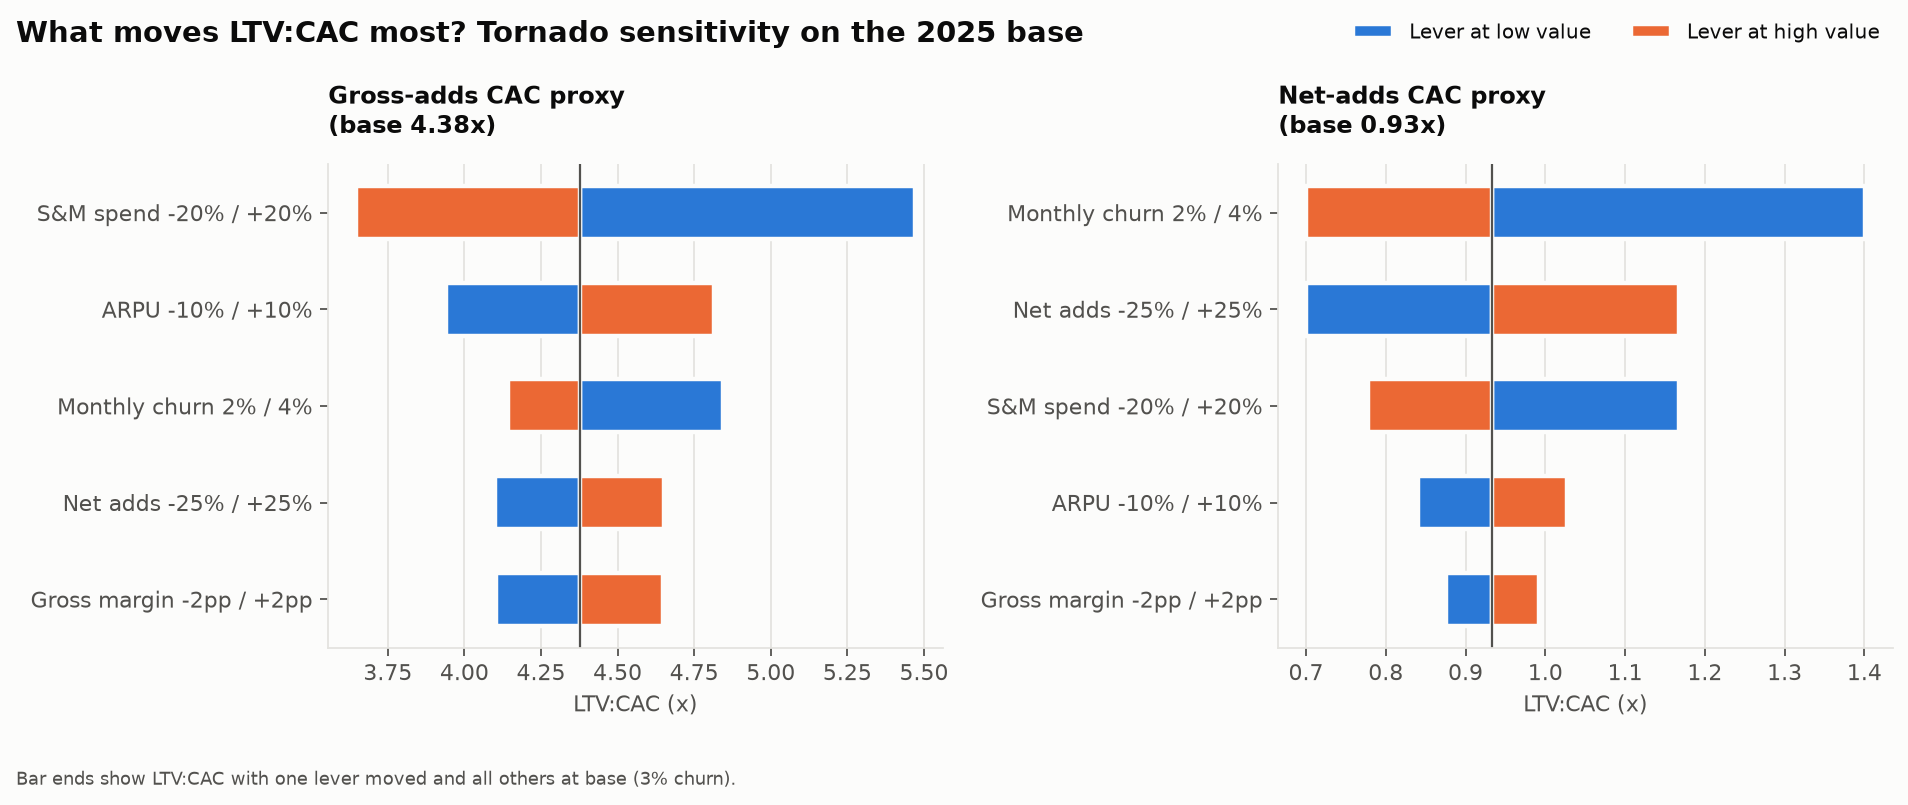 What moves LTV:CAC most? Tornado sensitivity on the 2025 base
Lever at low value
Lever at high value
Gross-adds CAC proxy
(base 4.38x)
S&M spend -20% / +20%
ARPU -10% / +10%
Monthly churn 2% / 4%
Net adds -25% / +25%
Gross margin -2pp / +2pp
3.75 4.00 4.25 4.50 4.75 5.00 5.25 5.50
LTV:CAC (x)
Net-adds CAC proxy
(base 0.93x)
Monthly churn 2% / 4%
Net adds -25% / +25%
S&M spend -20% / +20%
ARPU -10% / +10%
Gross margin -2pp / +2pp
0.7 0.8 0.9 1.0 1.1 1.2 1.3 1.4
LTV:CAC (x)
Bar ends show LTV:CAC with one lever moved and all others at base (3% churn).